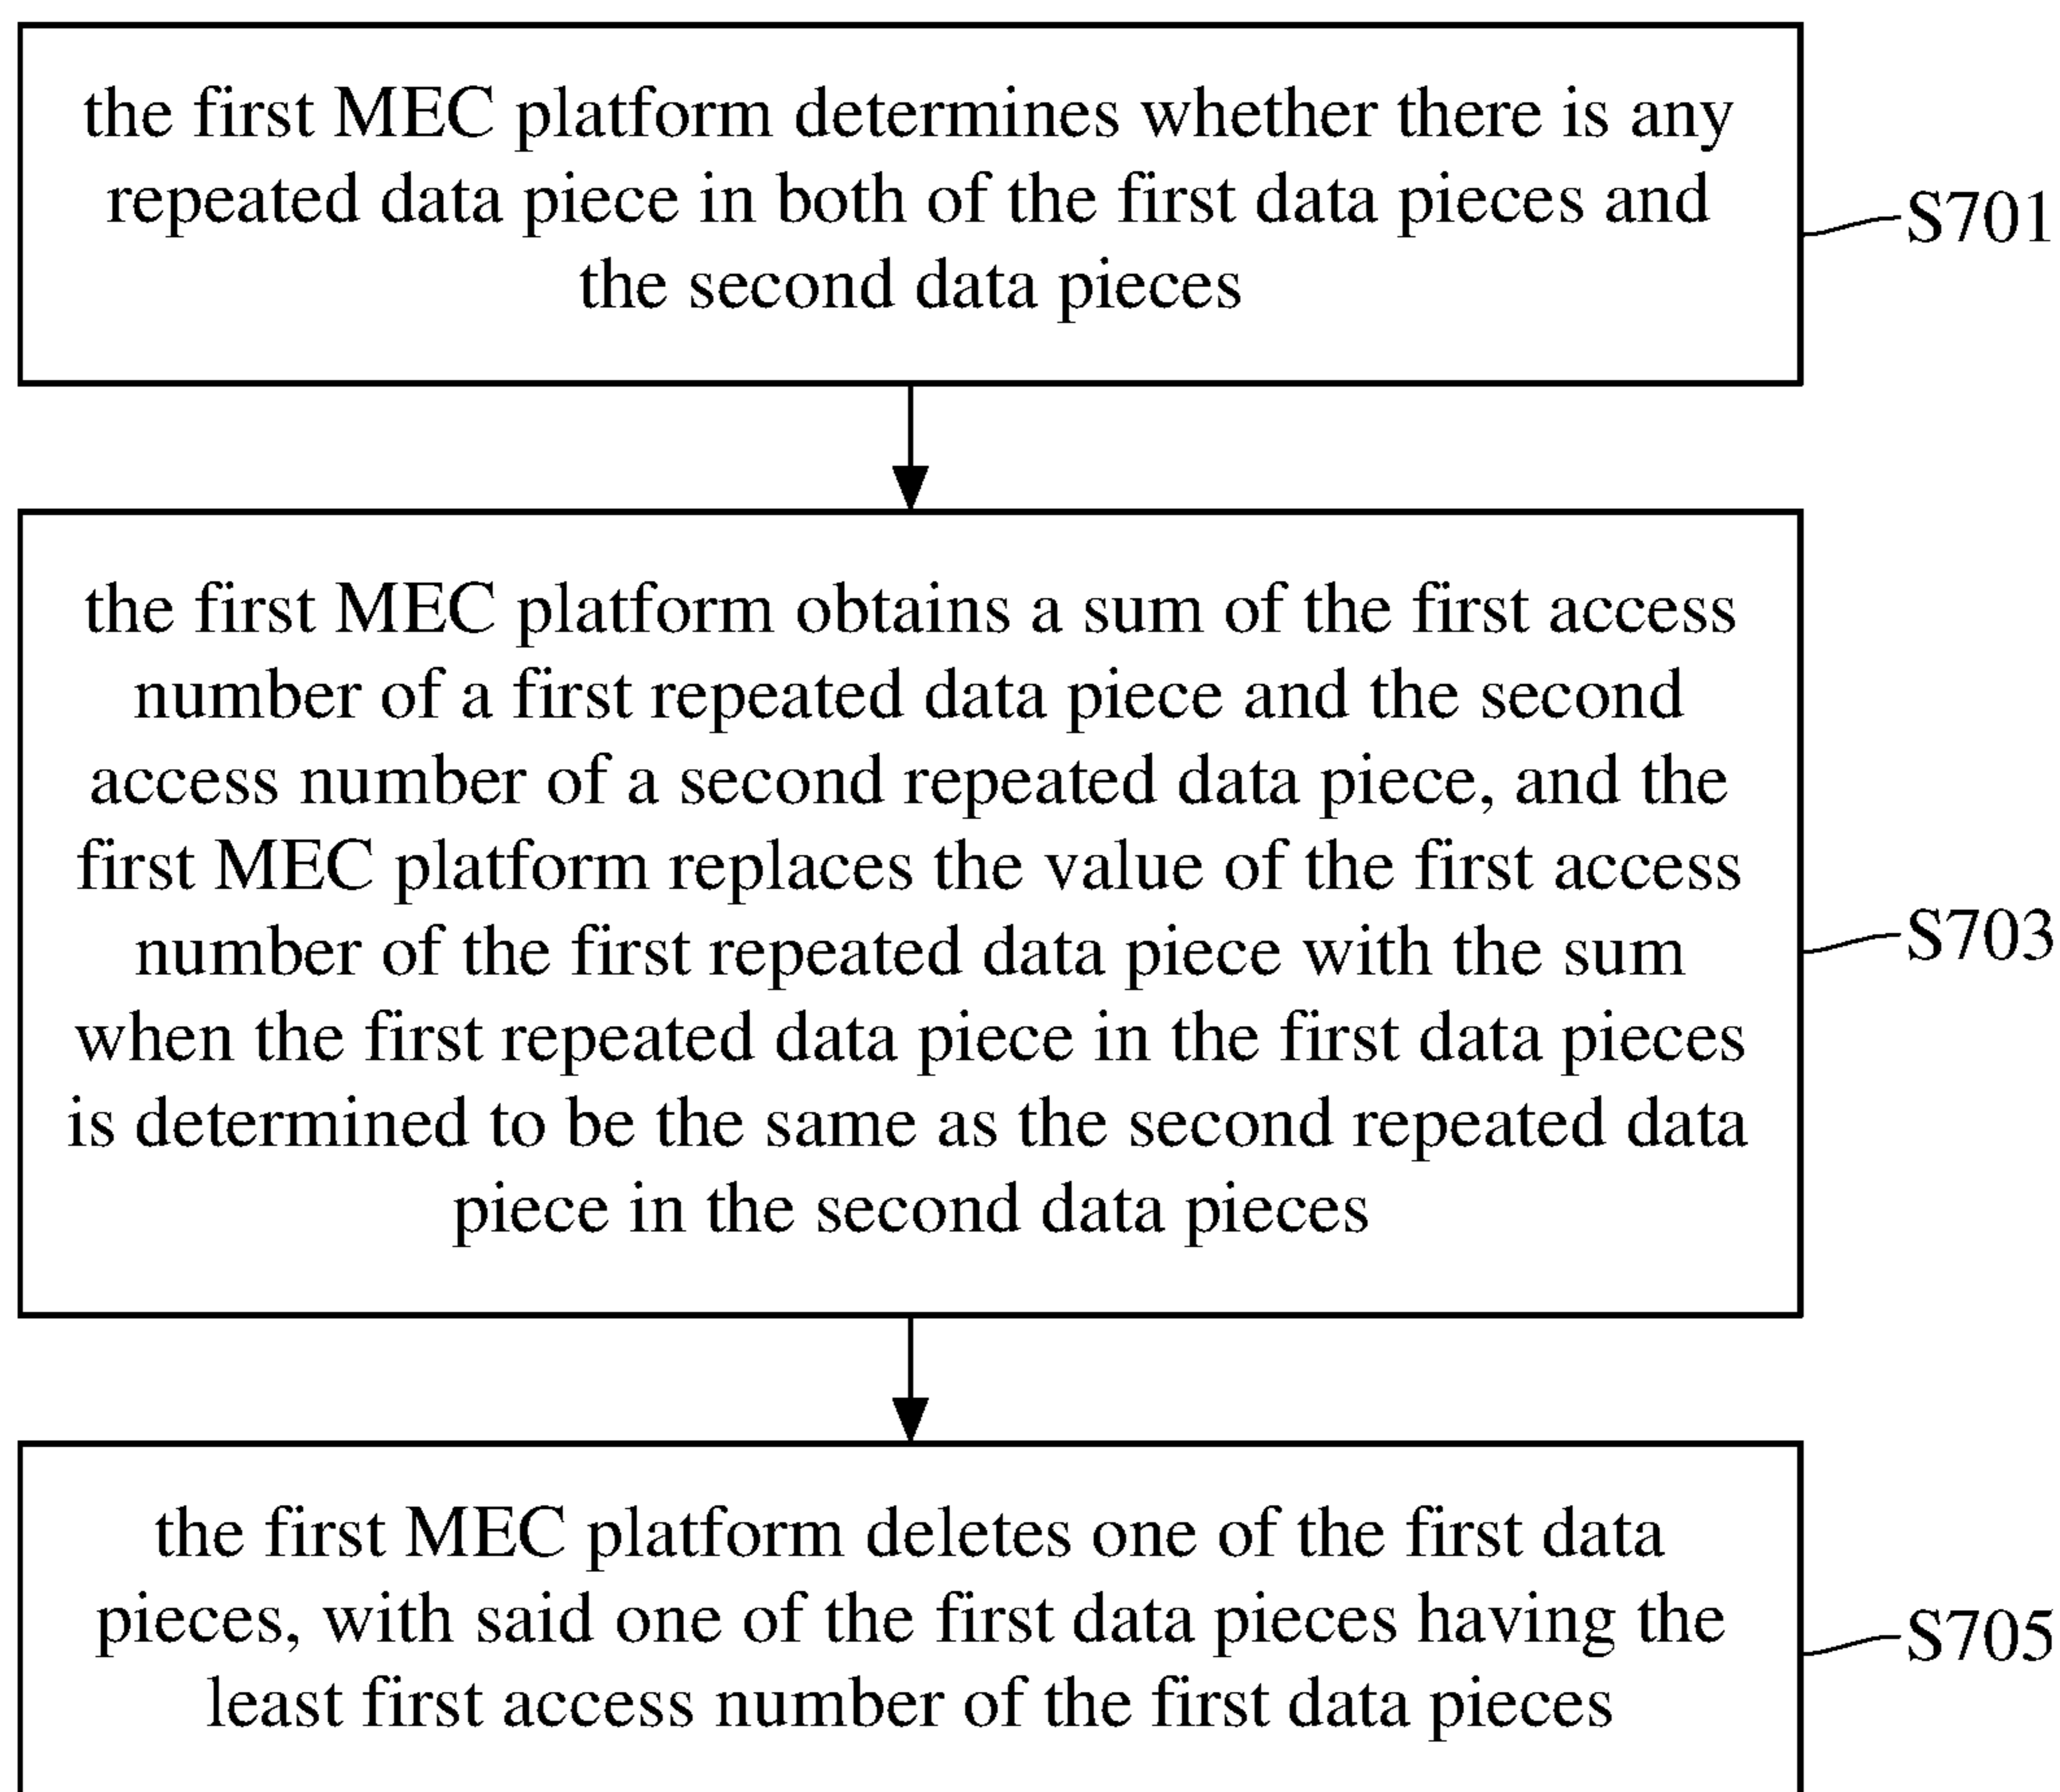 the first MEC platform determines whether there is any
repeated data piece in both of the first data pieces and
the second data pieces
S701
the first MEC platform obtains a sum of the first access
number of a first repeated data piece and the second
access number of a second repeated data piece, and the
first MEC platform replaces the value of the first access
number of the first repeated data piece with the sum
when the first repeated data piece in the first data pieces
is determined to be the same as the second repeated data
piece in the second data pieces
S703
the first MEC platform deletes one of the first data
pieces, with said one of the first data pieces having the
least first access number of the first data pieces
S705